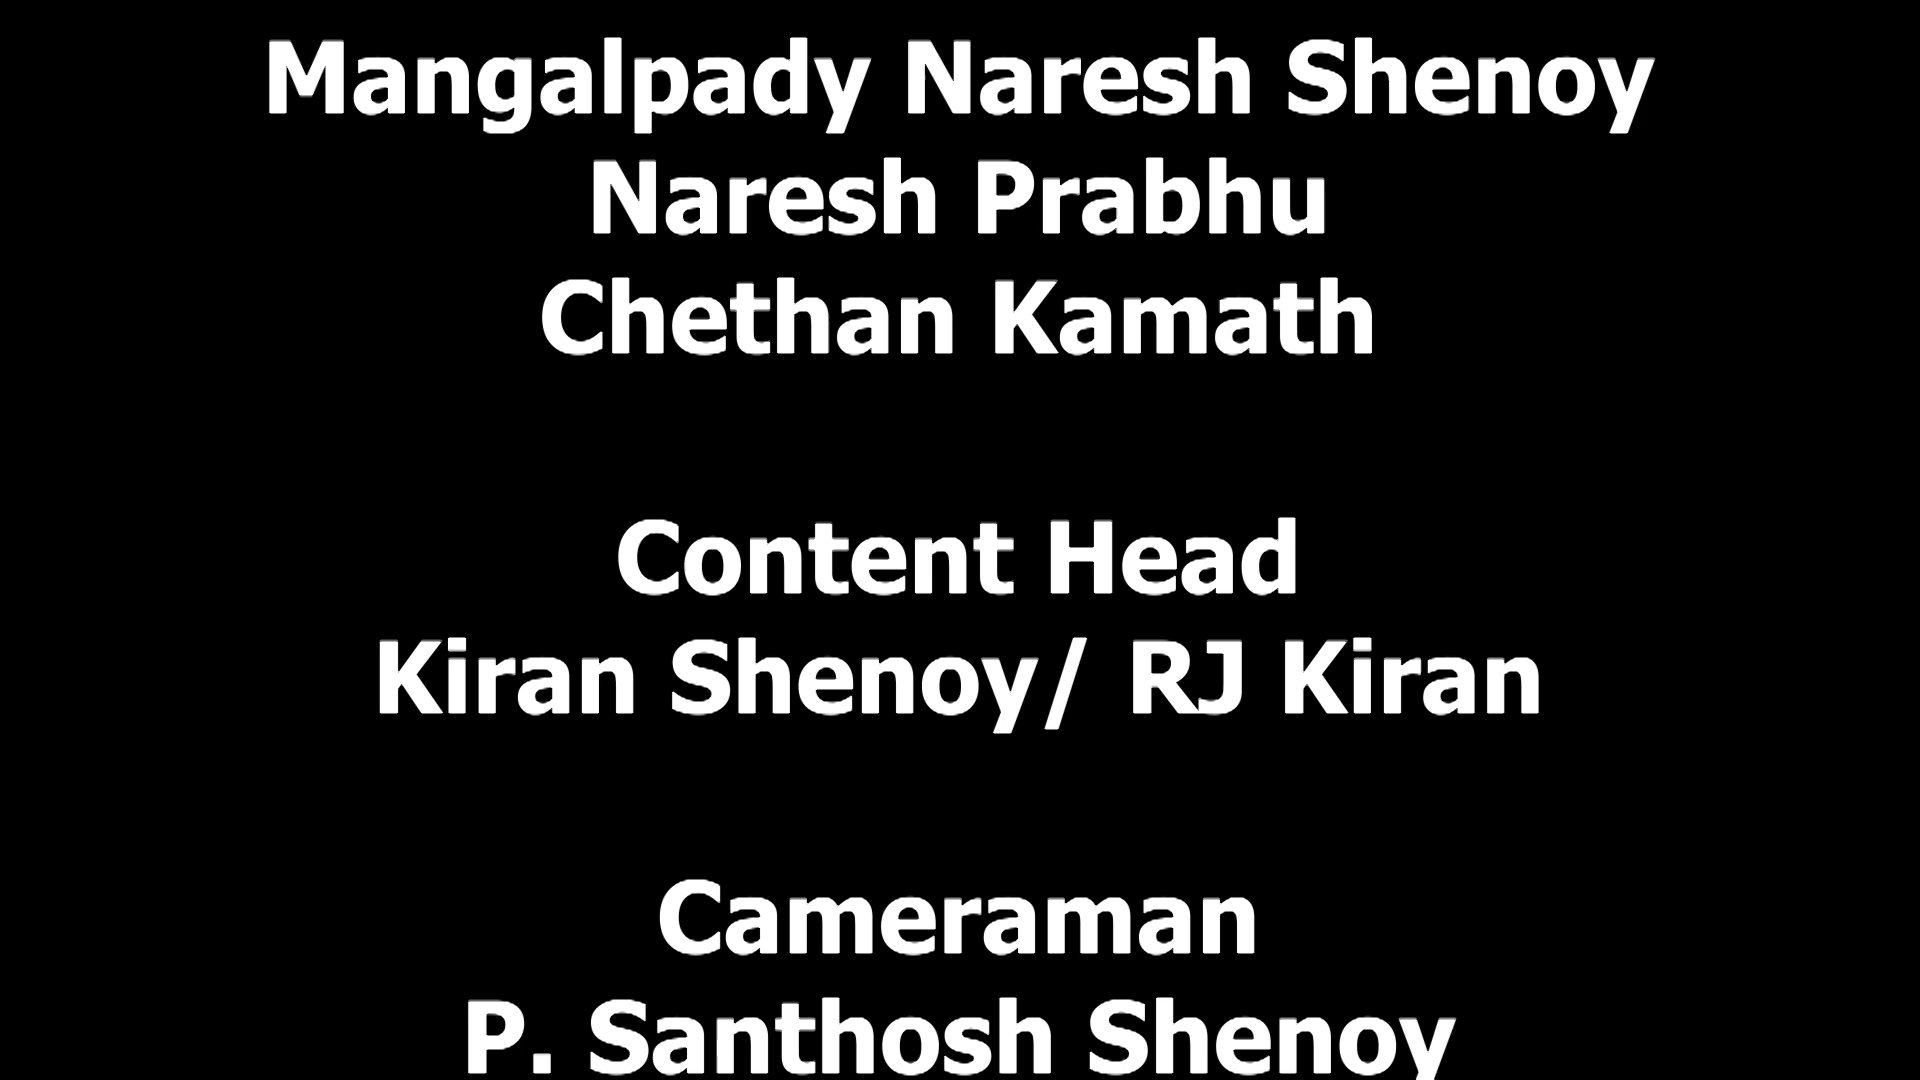 Mangalpady Naresh Shenoy
Naresh Prabhu
Chethan Kamath
Content Head
Kiran Shenoy/ RJ Kiran
Cameraman
P. Santhosh Shenoy